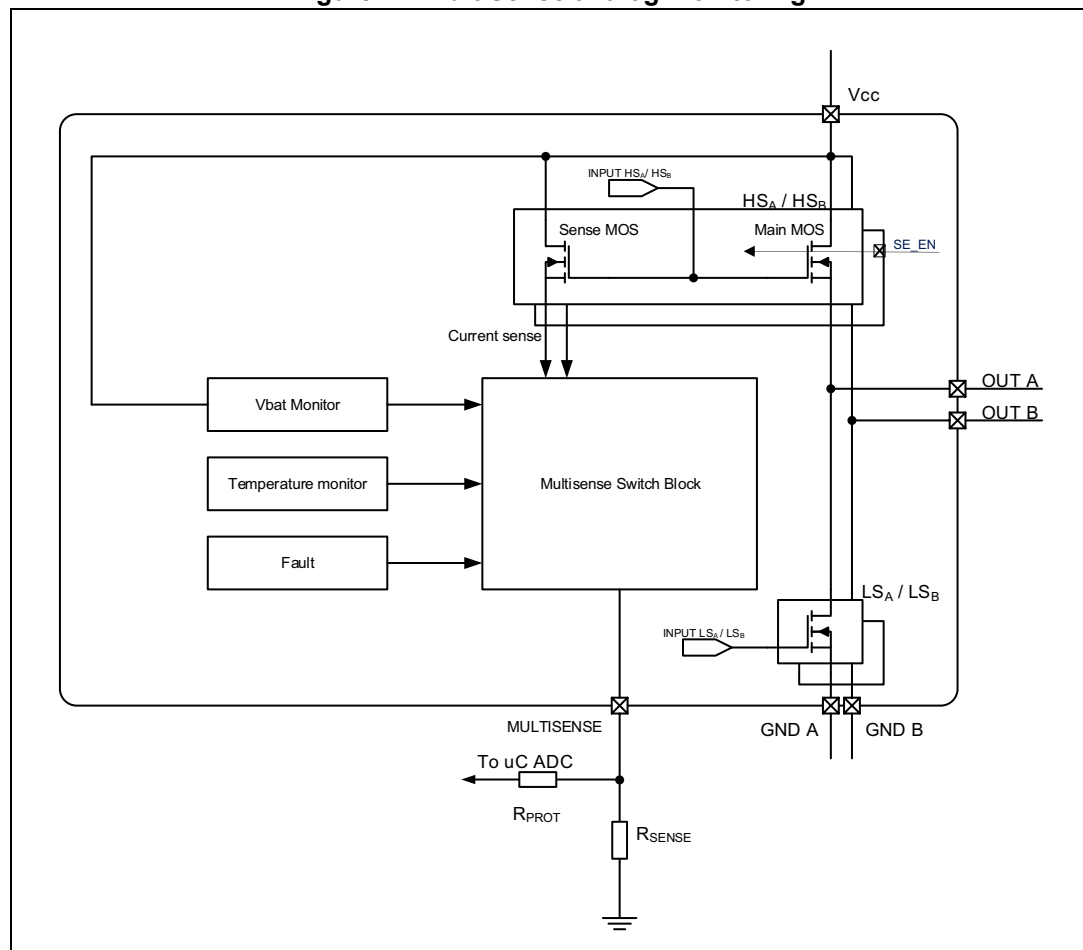 Vcc
INPUT HSA/ HSB
HSA / HSB
Sense MOS
Main MOS
SE_EN
Current sense
OUT A
Vbat Monitor
OUT B
Temperature monitor
Multisense Switch Block
Fault
LSA / LSB
INPUT LSA / LSB
MULTISENSE
GND A
GND B
To uC ADC
RPROT
RSENSE